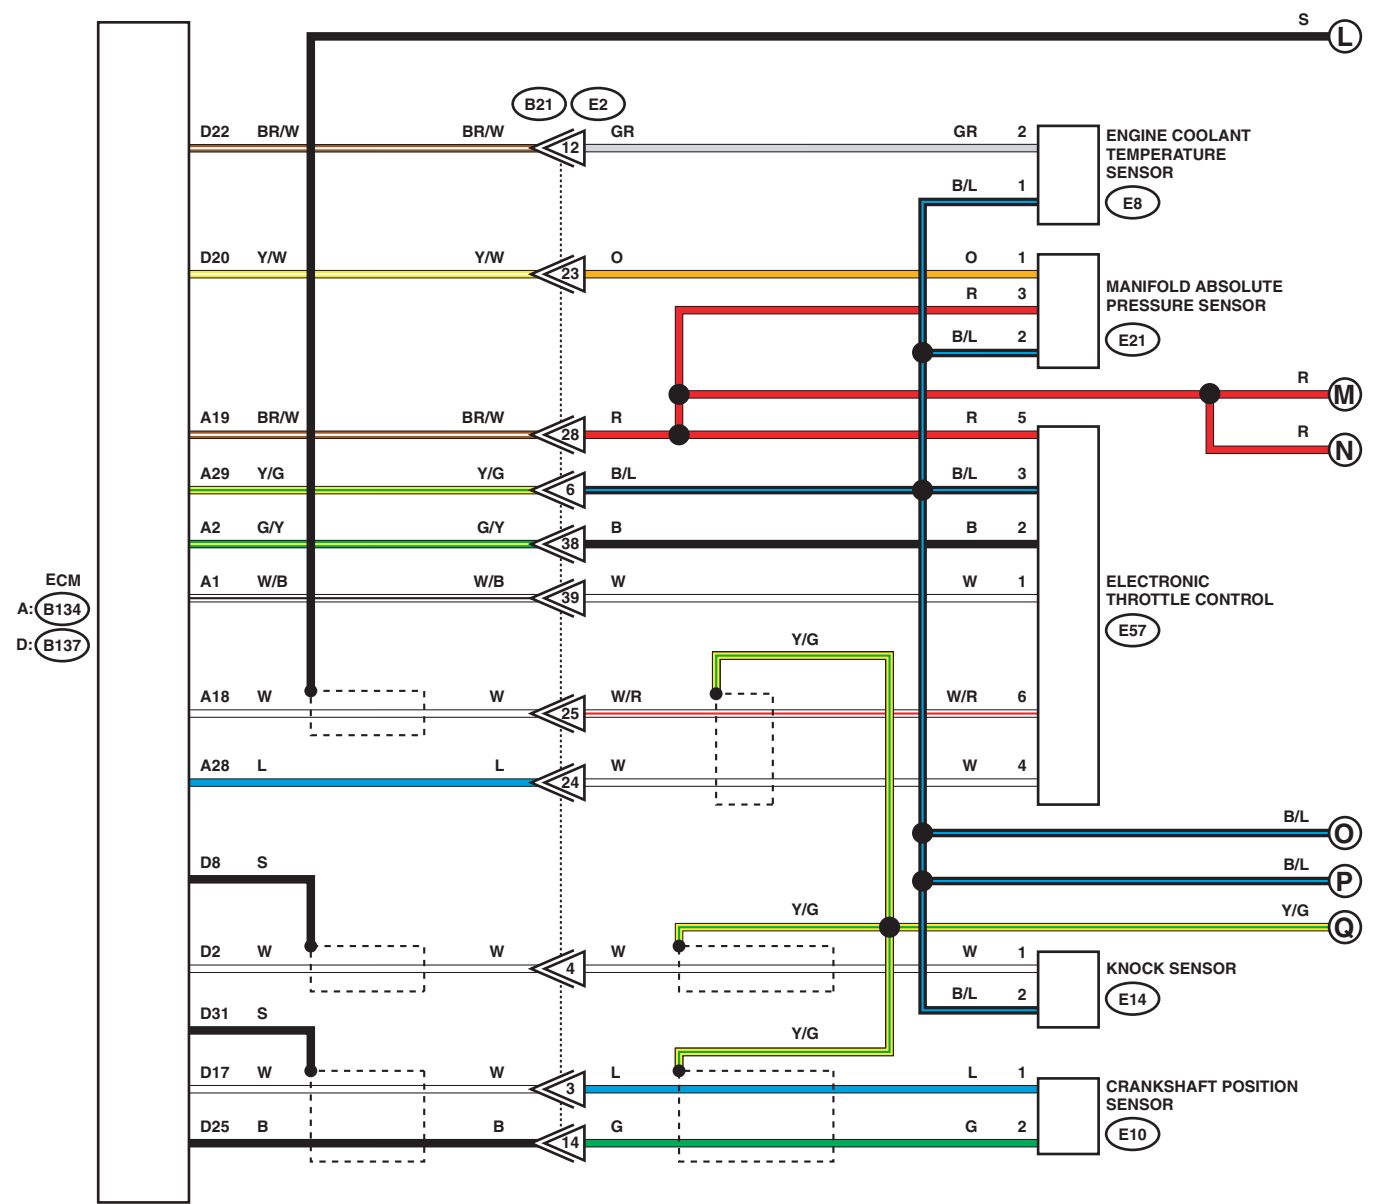 S L
B21 E2
D22 BR/W BR/W 12 GR GR 2
ENGINE COOLANT
TEMPERATURE
SENSOR
B/L 1
E8
D20 Y/W Y/W 23 O O 1
MANIFOLD ABSOLUTE
PRESSURE SENSOR
R 3
B/L 2
E21
R M
A19 BR/W BR/W 28 R R 5
R N
A29 Y/G Y/G 6 B/L B/L 3
A2 G/Y G/Y 38 B B 2
ECM
A: B134
D: B137
A1 W/B W/B 39 W W 1
ELECTRONIC
THROTTLE CONTROL
E57
Y/G
A18 W W 25 W/R W/R 6
A28 L L 24 W W 4
B/L O
D8 S
B/L P
Y/G Y/G Q
D2 W W 4 W W 1
KNOCK SENSOR
B/L 2
E14
D31 S
Y/G
D17 W W 3 L L 1
CRANKSHAFT POSITION
SENSOR
D25 B B 14 G G 2
E10